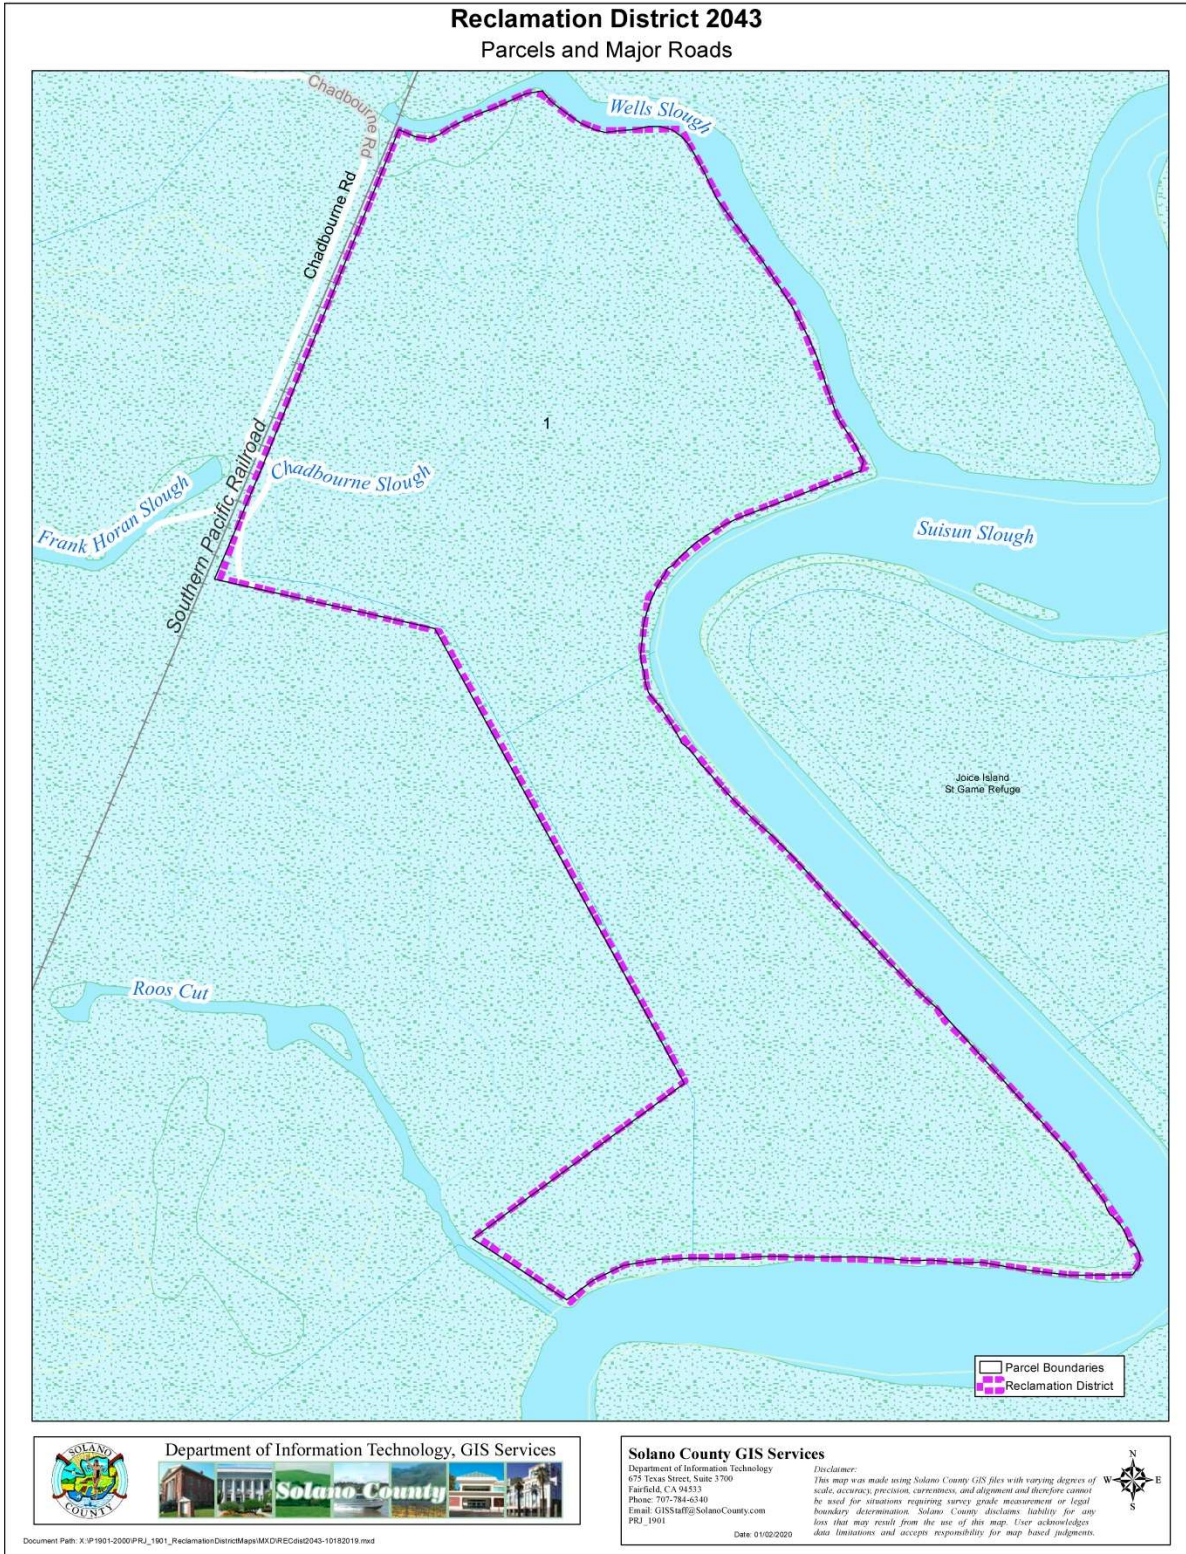 Reclamation District 2043
Parcels and Major Roads
Chadbourne Rd
Wells Slough
Chadbourne Rd
1
Southern Pacific Railroad
Chadbourne Slough
Frank Horan Slough
Suisun Slough
Joice Island
St Game Refuge
Roos Cut
Parcel Boundaries
Reclamation District
SOLANO
COUNTY
Department of Information Technology, GIS Services
Solano County
Solano County GIS Services
Department of Information Technology
675 Texas Street, Suite 3700
Fairfield, CA 94533
Phone: 707-784-6340
Email: GISStaff@SolanoCounty.com
PRJ_1901
Date: 01/02/2020
Disclaimer:
This map was made using Solano County GIS files with varying degrees of
scale, accuracy, precision, currentness, and alignment and therefore cannot
be used for situations requiring survey grade measurement or legal
boundary determination. Solano County disclaims liability for any
loss that may result from the use of this map. User acknowledges
data limitations and accepts responsibility for map based judgments.
N
W
E
S
Document Path: X:\P1901-2000\PRJ_1901_ReclamationDistrictMaps\MXD\RECdist2043-10182019.mxd